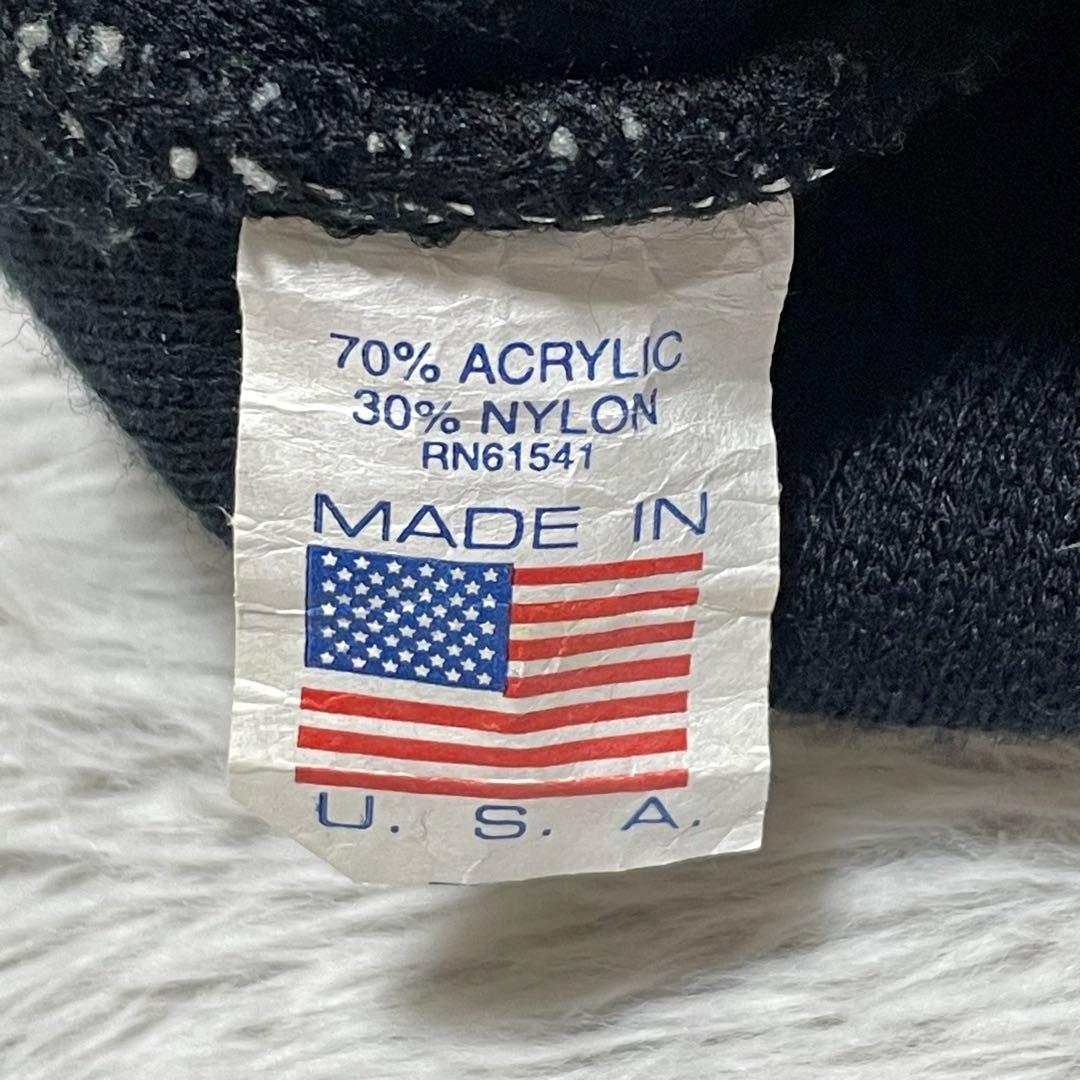 70% ACRYLIC
30% NYLON
RN61541
MADE IN
U. S. A.